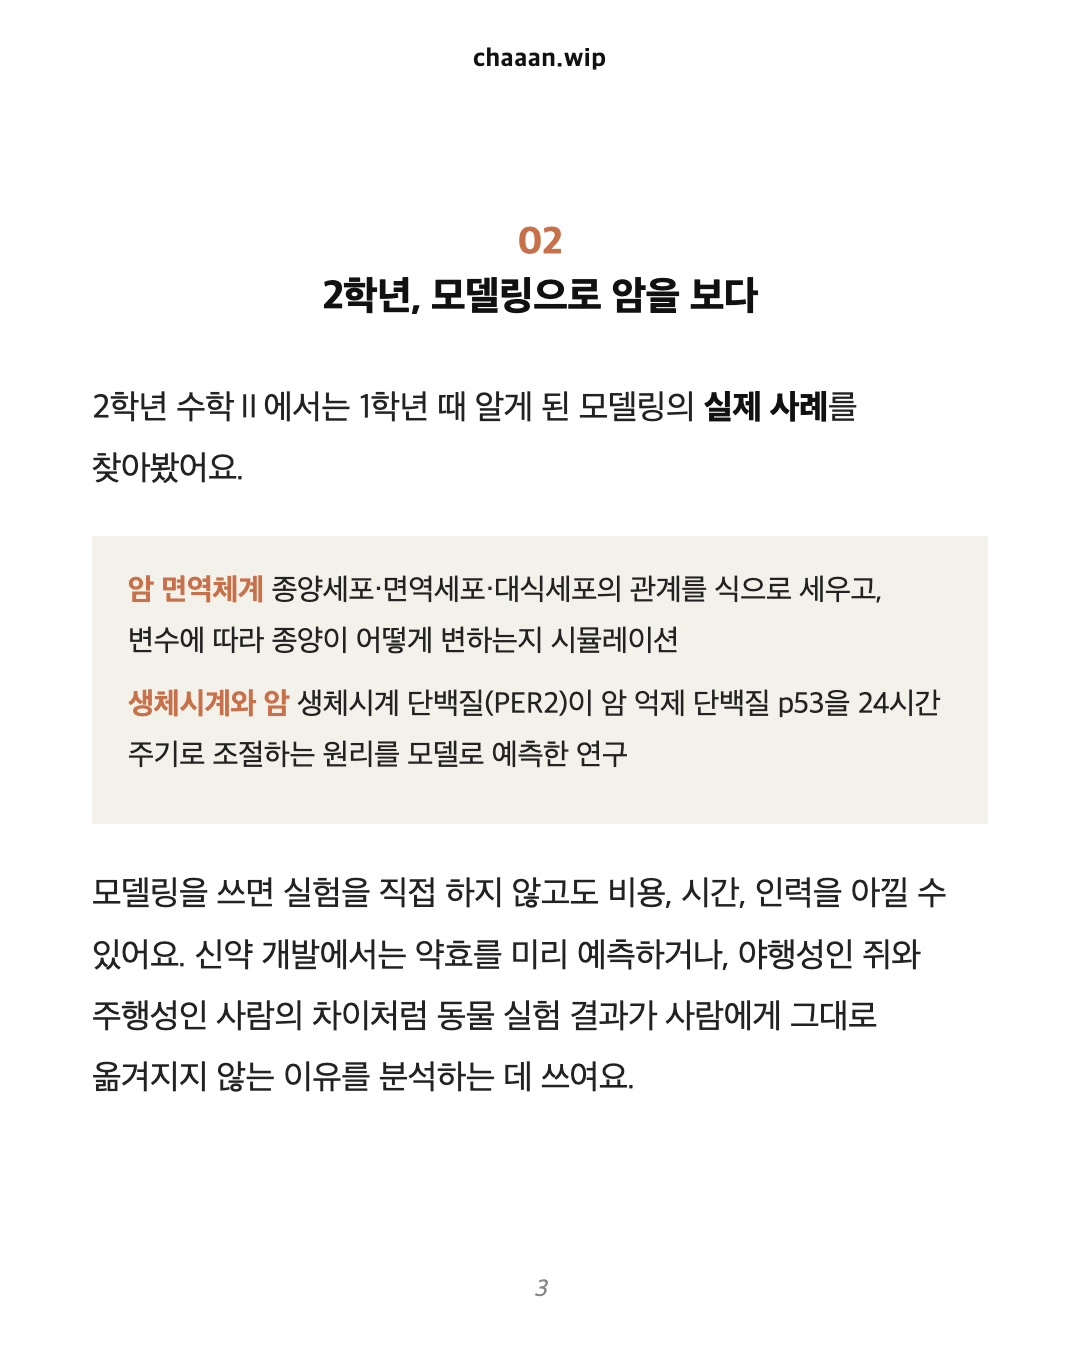 chaaan.wip
02
2학년, 모델링으로 암을 보다
2학년 수학Ⅱ에서는 1학년 때 알게 된 모델링의 실제 사례를
찾아봤어요.
암 면역체계 종양세포·면역세포·대식세포의 관계를 식으로 세우고,
변수에 따라 종양이 어떻게 변하는지 시뮬레이션
생체시계와 암 생체시계 단백질(PER2)이 암 억제 단백질 p53을 24시간
주기로 조절하는 원리를 모델로 예측한 연구
모델링을 쓰면 실험을 직접 하지 않고도 비용, 시간, 인력을 아낄 수
있어요. 신약 개발에서는 약효를 미리 예측하거나, 야행성인 쥐와
주행성인 사람의 차이처럼 동물 실험 결과가 사람에게 그대로
옮겨지지 않는 이유를 분석하는 데 쓰여요.
3